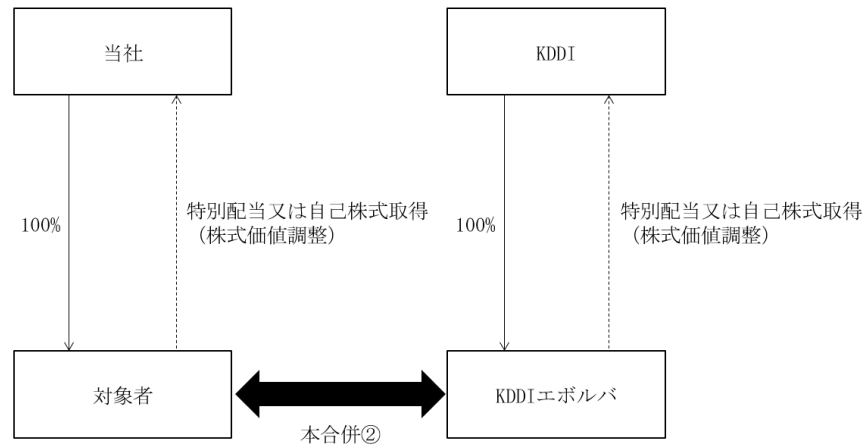 当社
KDDI
100%
特別配当又は自己株式取得
（株式価値調整）
100%
特別配当又は自己株式取得
（株式価値調整）
対象者
KDDIエボルバ
本合併②